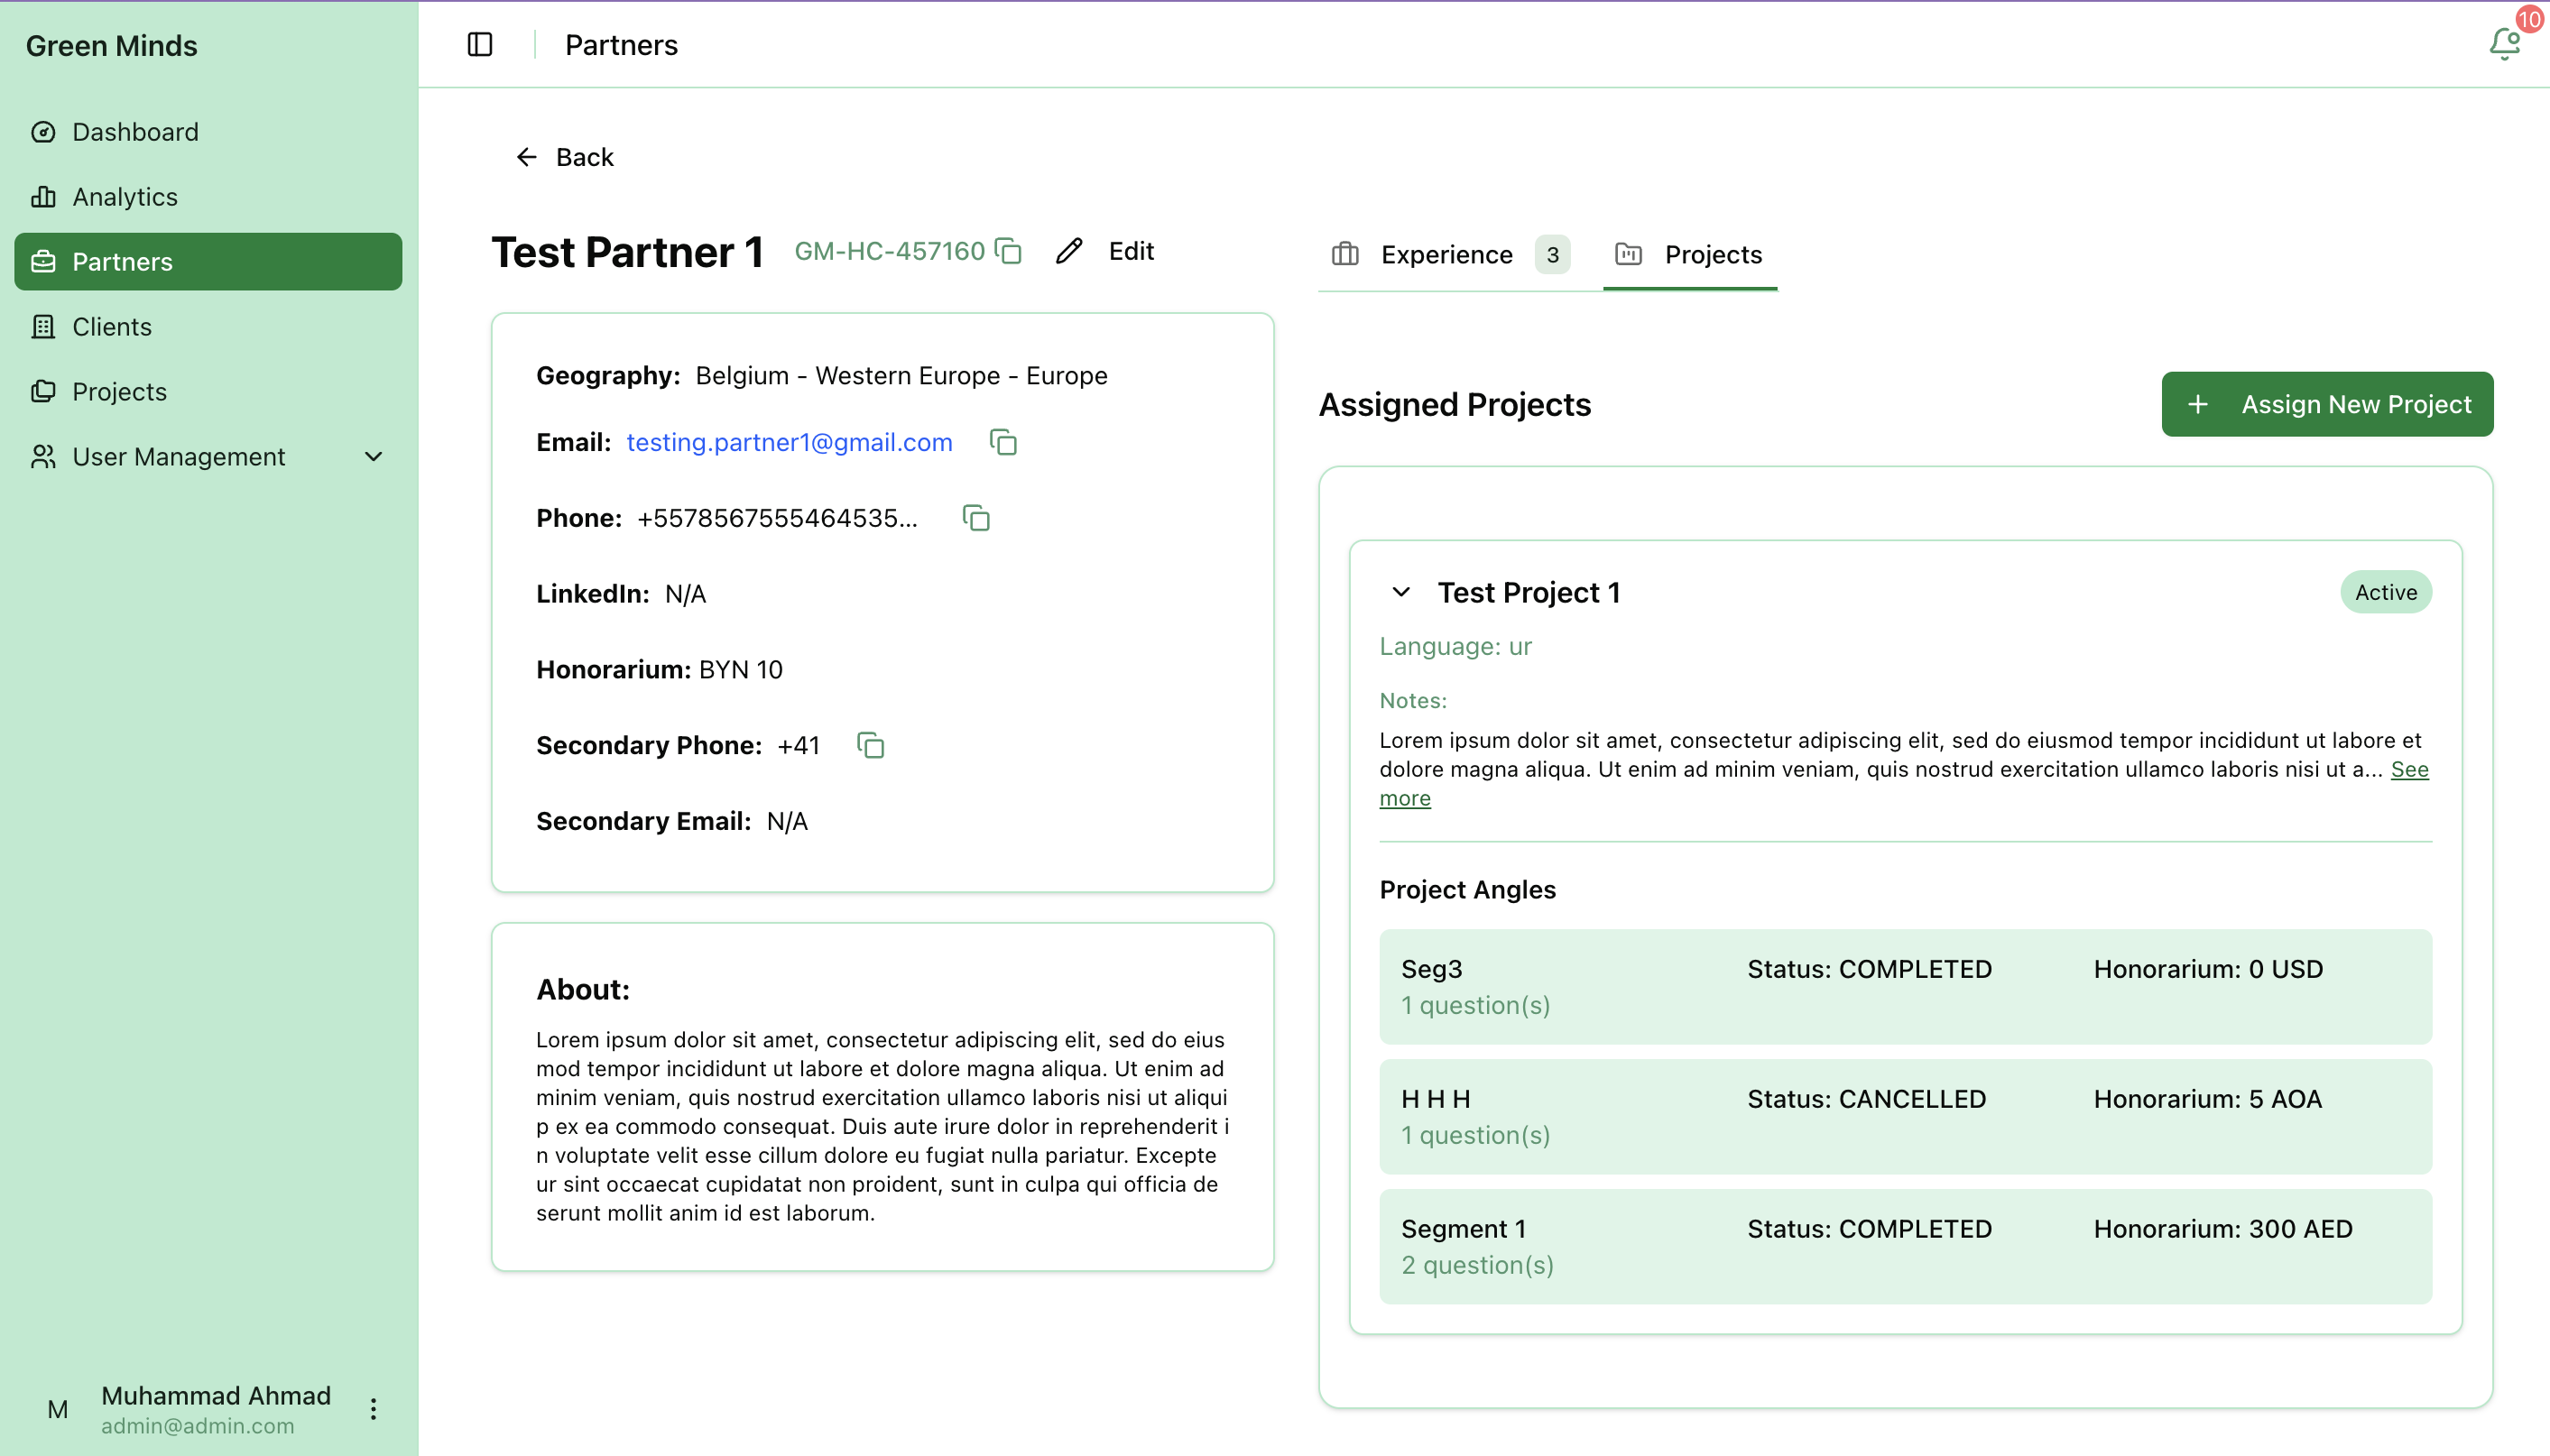 Green Minds
Dashboard
Analytics
Partners
Clients
Projects
User Management
Muhammad Ahmad
M
admin@admin.com
Partners
10
Back
Test Partner 1 GM-HC-457160 Edit
Geography: Belgium - Western Europe - Europe
Email: testing.partner1@gmail.com
Phone: +5578567555464535...
LinkedIn: N/A
Honorarium: BYN 10
Secondary Phone: +41
Secondary Email: N/A
About:
Lorem ipsum dolor sit amet, consectetur adipiscing elit, sed do eius
mod tempor incididunt ut labore et dolore magna aliqua. Ut enim ad
minim veniam, quis nostrud exercitation ullamco laboris nisi ut aliqui
p ex ea commodo consequat. Duis aute irure dolor in reprehenderit i
n voluptate velit esse cillum dolore eu fugiat nulla pariatur. Excepte
ur sint occaecat cupidatat non proident, sunt in culpa qui officia de
serunt mollit anim id est laborum.
Experience 3 Projects
Assigned Projects
Assign New Project
Test Project 1 Active
Language: ur
Notes:
Lorem ipsum dolor sit amet, consectetur adipiscing elit, sed do eiusmod tempor incididunt ut labore et
dolore magna aliqua. Ut enim ad minim veniam, quis nostrud exercitation ullamco laboris nisi ut a... See
more
Project Angles
Seg3 Status: COMPLETED Honorarium: 0 USD
1 question(s)
H H H Status: CANCELLED Honorarium: 5 AOA
1 question(s)
Segment 1 Status: COMPLETED Honorarium: 300 AED
2 question(s)